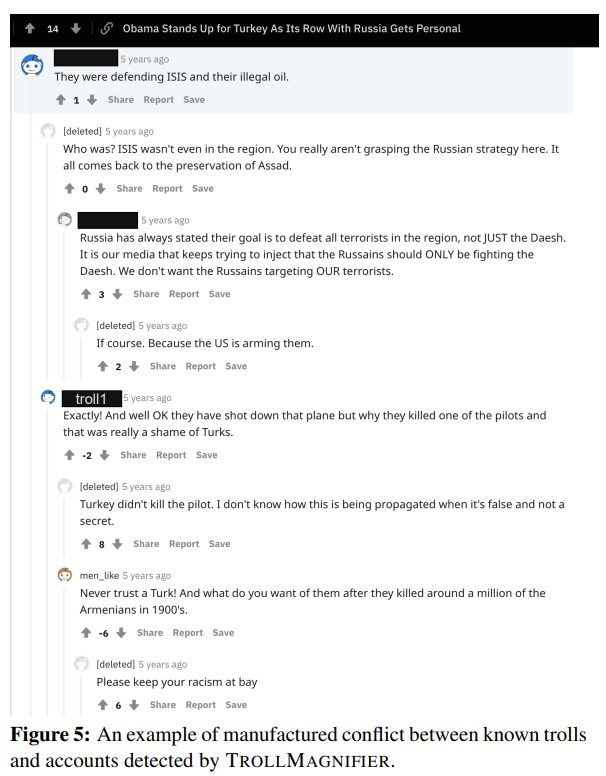 14 Obama Stands Up for Turkey As Its Row With Russia Gets Personal
5 years ago
They were defending ISIS and their illegal oil.
1 Share Report Save
[deleted] 5 years ago
Who was? ISIS wasn't even in the region. You really aren't grasping the Russian strategy here. It
all comes back to the preservation of Assad.
0 Share Report Save
5 years ago
Russia has always stated their goal is to defeat all terrorists in the region, not JUST the Daesh.
It is our media that keeps trying to inject that the Russains should ONLY be fighting the
Daesh. We don't want the Russains targeting OUR terrorists.
3 Share Report Save
[deleted] 5 years ago
If course. Because the US is arming them.
2 Share Report Save
troll1 5 years ago
Exactly! And well OK they have shot down that plane but why they killed one of the pilots and
that was really a shame of Turks.
-2 Share Report Save
[deleted] 5 years ago
Turkey didn't kill the pilot. I don't know how this is being propagated when it's false and not a
secret.
8 Share Report Save
men_like 5 years ago
Never trust a Turk! And what do you want of them after they killed around a million of the
Armenians in 1900's.
-6 Share Report Save
[deleted] 5 years ago
Please keep your racism at bay
6 Share Report Save
Figure 5: An example of manufactured conflict between known trolls
and accounts detected by TROLLMAGNIFIER.